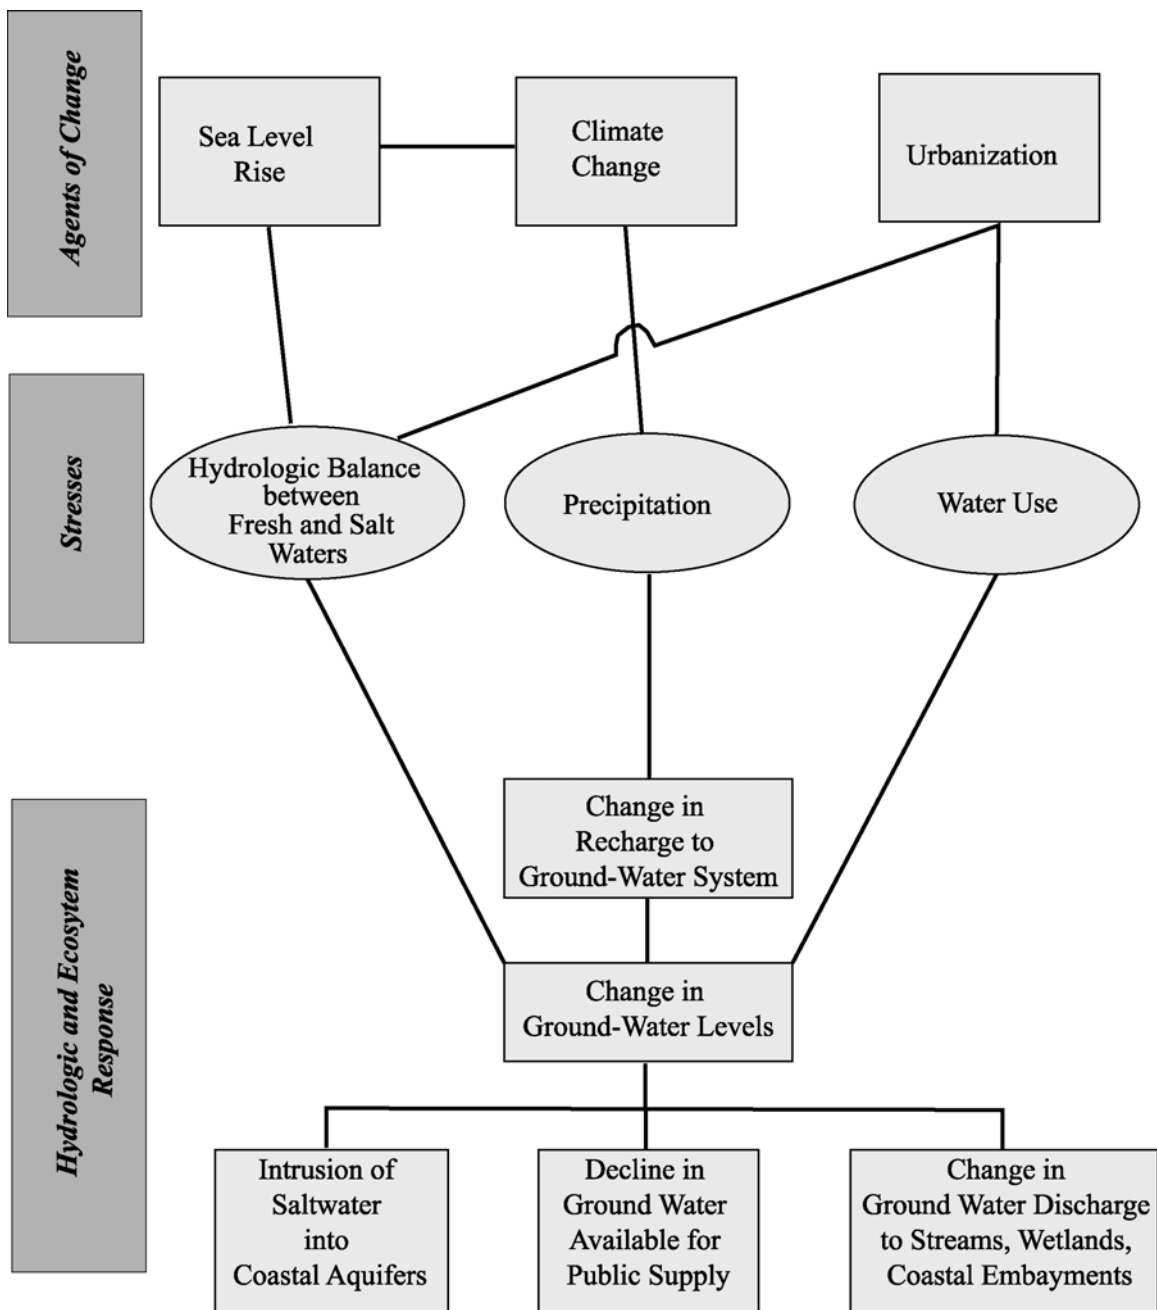 Agents of Change
Sea Level
Rise
Climate
Change
Urbanization
Stresses
Hydrologic Balance
between
Fresh and Salt
Waters
Precipitation
Water Use
Hydrologic and Ecosytem
Response
Change in
Recharge to
Ground-Water System
Change in
Ground-Water Levels
Intrusion of
Saltwater
into
Coastal Aquifers
Decline in
Ground Water
Available for
Public Supply
Change in
Ground Water Discharge
to Streams, Wetlands,
Coastal Embayments